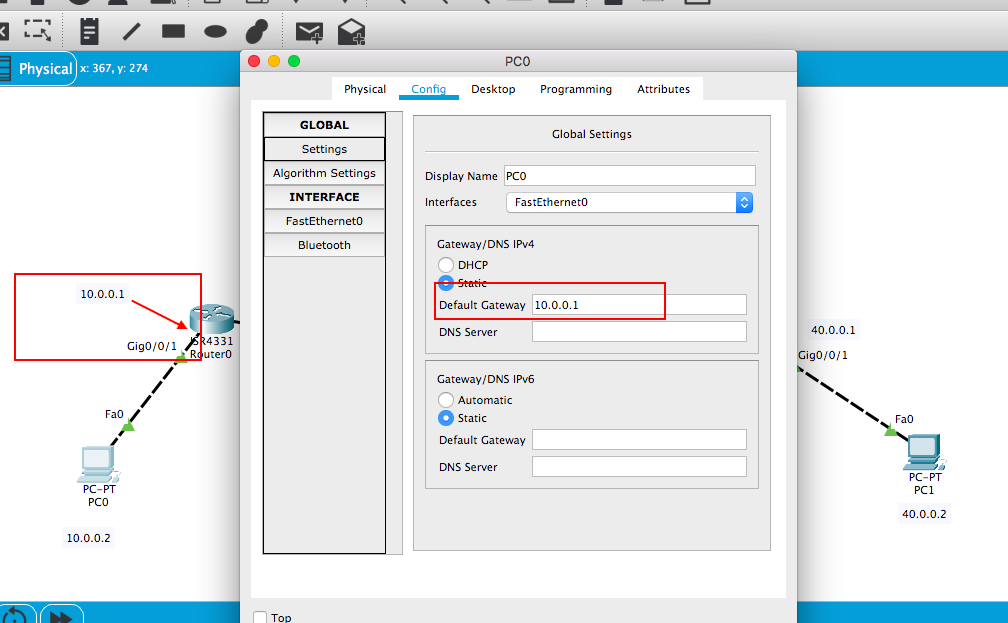 Physical
x: 367, y: 274
PC0
Physical
Config
Desktop
Programming
Attributes
GLOBAL
Settings
Algorithm Settings
INTERFACE
FastEthernet0
Bluetooth
Global Settings
Display Name
PC0
Interfaces
FastEthernet0
Gateway/DNS IPv4
DHCP
Static
Default Gateway
10.0.0.1
DNS Server
Gateway/DNS IPv6
Automatic
Static
Default Gateway
DNS Server
Top
10.0.0.1
Gig0/0/1
ISR4331
Router0
Fa0
PC-PT
PC0
10.0.0.2
40.0.0.1
Gig0/0/1
Fa0
PC-PT
PC1
40.0.0.2